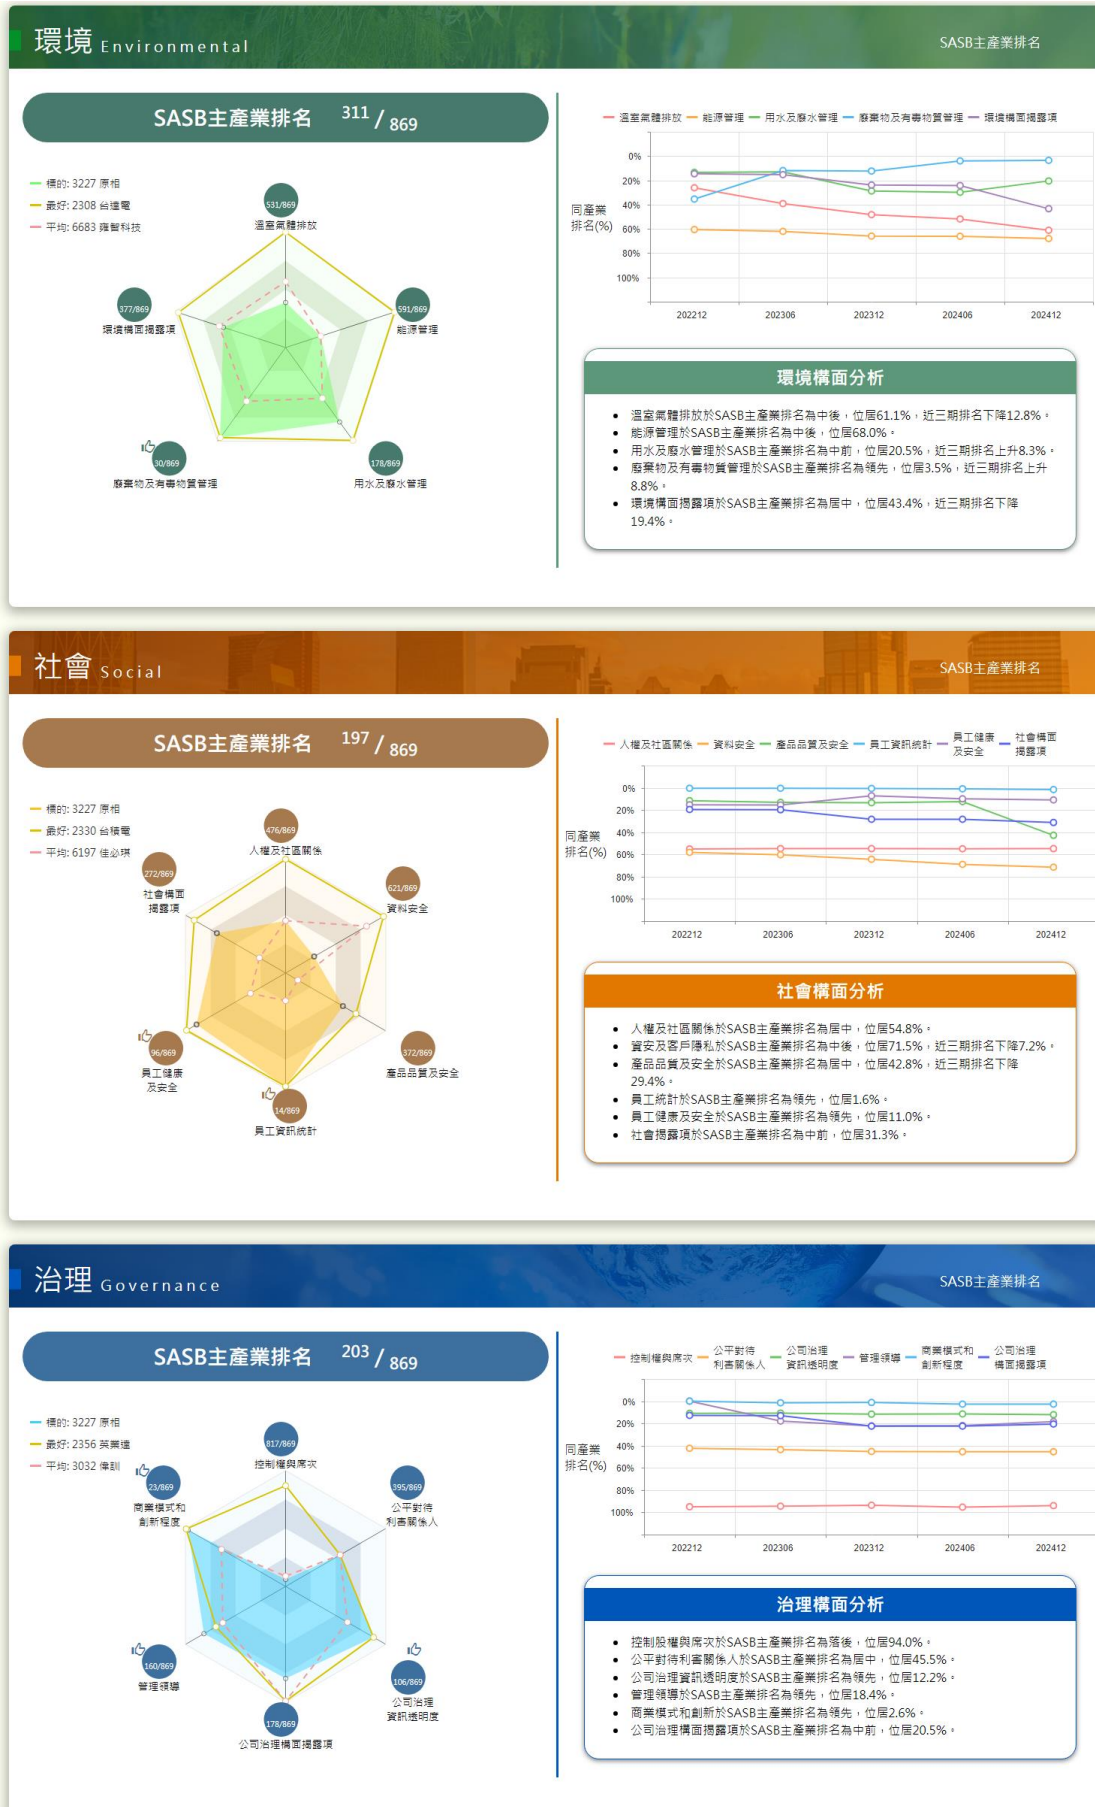 環境 Environmental
SASB主產業排名
SASB主產業排名 311 / 869
標的: 3227 原相
最好: 2308 台達電
平均: 6683 雍智科技
531/869
溫室氣體排放
591/869
能源管理
178/869
用水及廢水管理
30/869
廢棄物及有毒物質管理
377/869
環境構面揭露項
溫室氣體排放 能源管理 用水及廢水管理 廢棄物及有毒物質管理 環境構面揭露項
同產業
排名(%)
0%
20%
40%
60%
80%
100%
202212 202306 202312 202406 202412
環境構面分析
溫室氣體排放於SASB主產業排名為中後，位居61.1%，近三期排名下降12.8%。
能源管理於SASB主產業排名為中後，位居68.0%。
用水及廢水管理於SASB主產業排名為中前，位居20.5%，近三期排名上升8.3%。
廢棄物及有毒物質管理於SASB主產業排名為領先，位居3.5%，近三期排名上升
8.8%。
環境構面揭露項於SASB主產業排名為居中，位居43.4%，近三期排名下降
19.4%。
社會 Social
SASB主產業排名
SASB主產業排名 197 / 869
標的: 3227 原相
最好: 2330 台積電
平均: 6197 佳必琪
476/869
人權及社區關係
621/869
資料安全
372/869
產品品質及安全
14/869
員工資訊統計
96/869
員工健康
及安全
272/869
社會構面
揭露項
人權及社區關係 資料安全 產品品質及安全 員工資訊統計 員工健康
及安全 社會構面
揭露項
同產業
排名(%)
0%
20%
40%
60%
80%
100%
202212 202306 202312 202406 202412
社會構面分析
人權及社區關係於SASB主產業排名為居中，位居54.8%。
資安及客戶隱私於SASB主產業排名為中後，位居71.5%，近三期排名下降7.2%。
產品品質及安全於SASB主產業排名為居中，位居42.8%，近三期排名下降
29.4%。
員工統計於SASB主產業排名為領先，位居1.6%。
員工健康及安全於SASB主產業排名為領先，位居11.0%。
社會揭露項於SASB主產業排名為中前，位居31.3%。
治理 Governance
SASB主產業排名
SASB主產業排名 203 / 869
標的: 3227 原相
最好: 2356 英業達
平均: 3032 偉訓
817/869
控制權與席次
395/869
公平對待
利害關係人
106/869
公司治理
資訊透明度
178/869
公司治理構面揭露項
160/869
管理領導
23/869
商業模式和
創新程度
控制權與席次 公平對待
利害關係人 公司治理
資訊透明度 管理領導 商業模式和
創新程度 公司治理
構面揭露項
同產業
排名(%)
0%
20%
40%
60%
80%
100%
202212 202306 202312 202406 202412
治理構面分析
控制股權與席次於SASB主產業排名為落後，位居94.0%。
公平對待利害關係人於SASB主產業排名為居中，位居45.5%。
公司治理資訊透明度於SASB主產業排名為領先，位居12.2%。
管理領導於SASB主產業排名為領先，位居18.4%。
商業模式和創新於SASB主產業排名為領先，位居2.6%。
公司治理構面揭露項於SASB主產業排名為中前，位居20.5%。